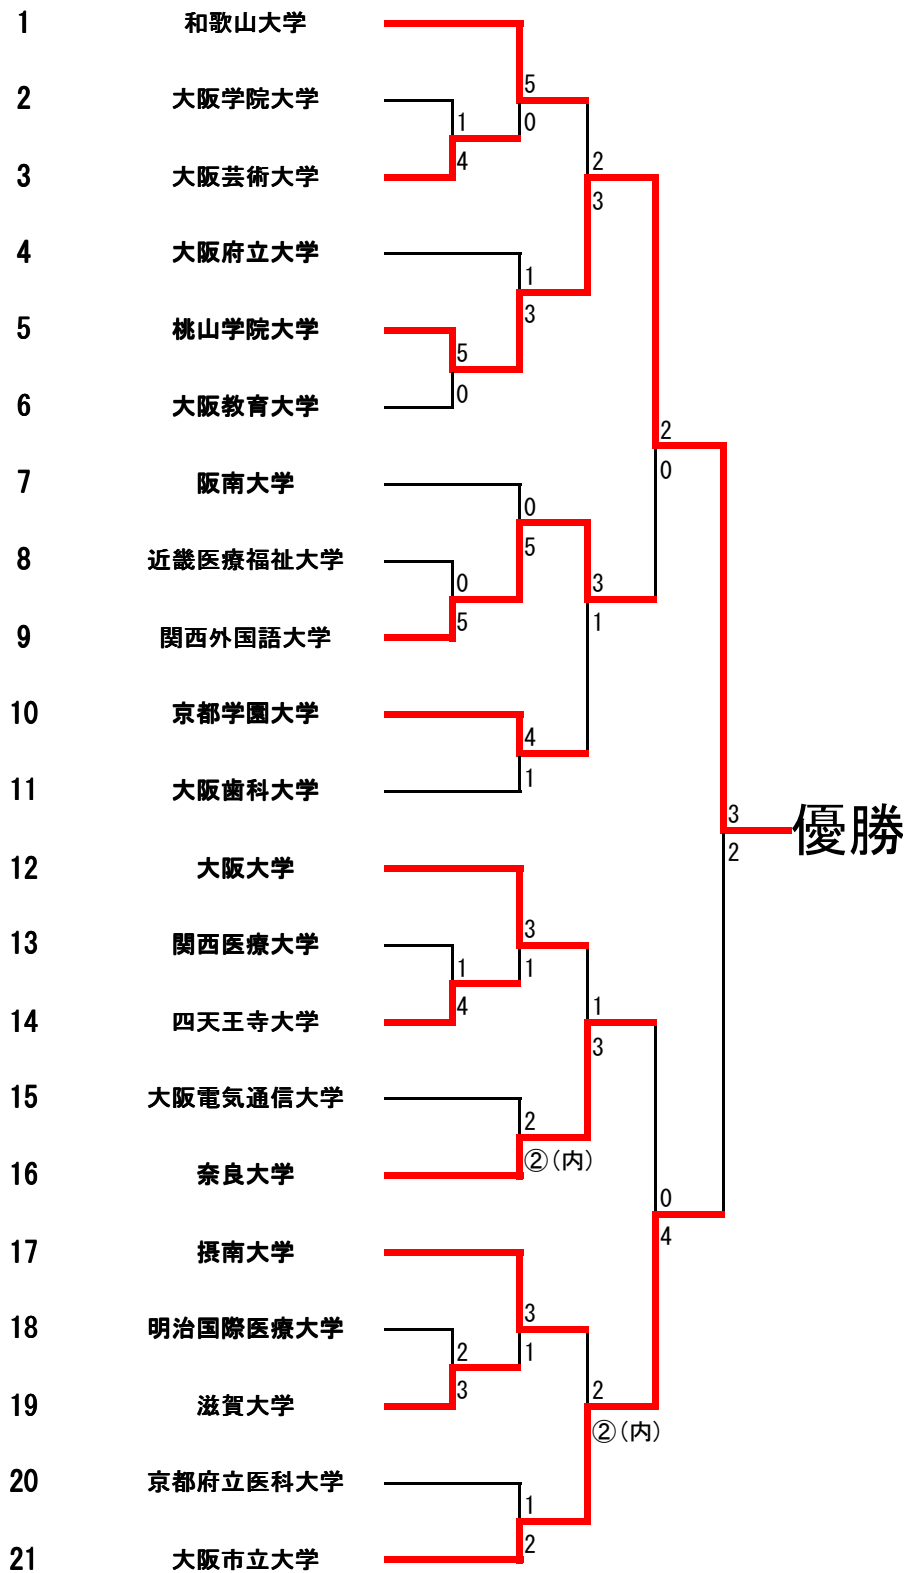 1 和歌山大学
5
2 大阪学院大学
1 0
4
3 大阪芸術大学
2
3
4 大阪府立大学
1
3
5 桃山学院大学
5
0
6 大阪教育大学
2
0
7 阪南大学
0
5
8 近畿医療福祉大学
0 3
5 1
9 関西外国語大学
10 京都学園大学
4
1
11 大阪歯科大学
3
優勝
2
12 大阪大学
3
13 関西医療大学
1 1
4 1
14 四天王寺大学
3
15 大阪電気通信大学
2
②(内)
16 奈良大学
0
4
17 摂南大学
3
18 明治国際医療大学
2 1
3 2
19 滋賀大学
②(内)
20 京都府立医科大学
1
2
21 大阪市立大学